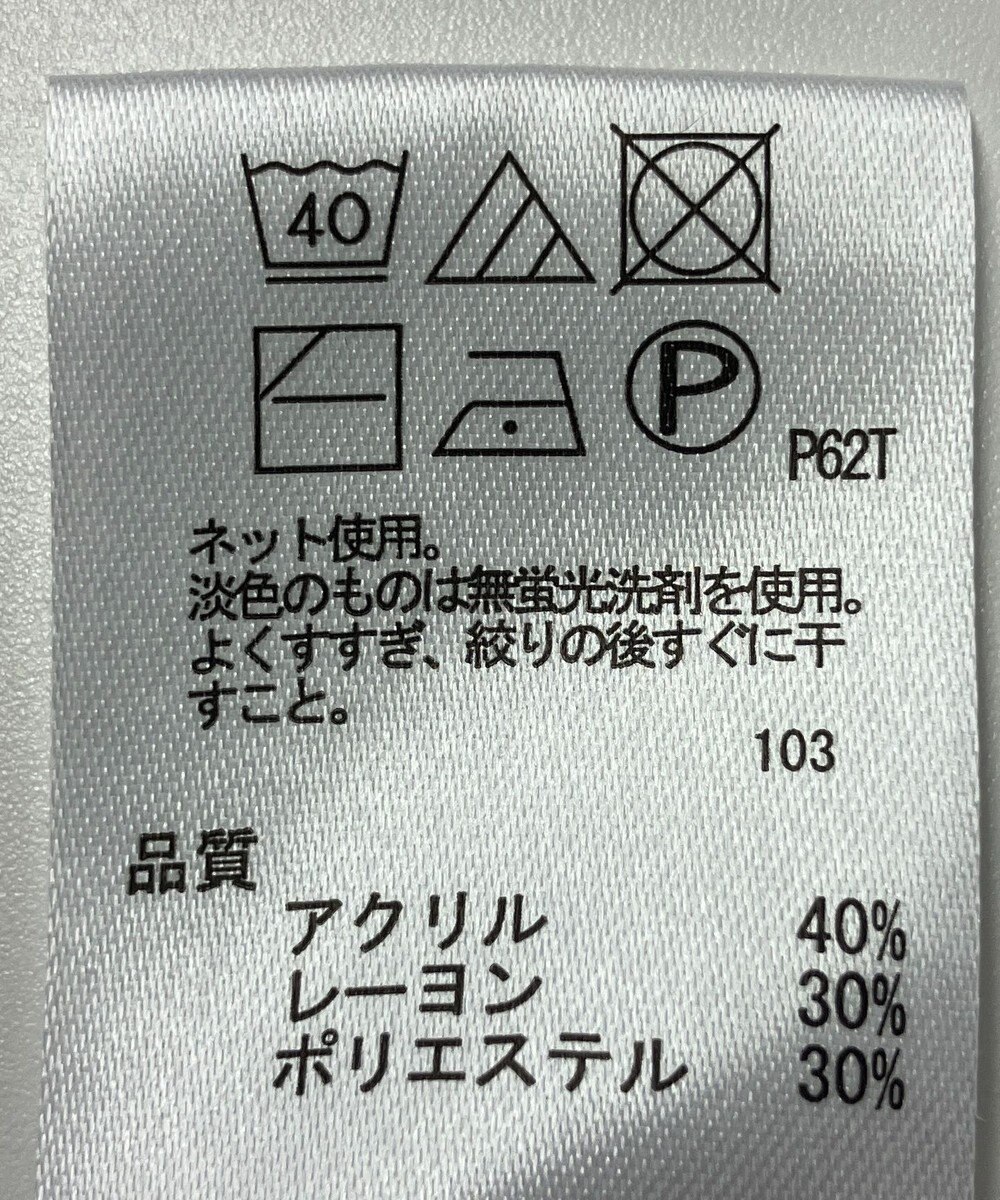 40
P
P62T
ネット使用。
淡色のものは無蛍光洗剤を使用。
よくすすぎ、絞りの後すぐに干
すこと。
103
品質
アクリル 40%
レーヨン 30%
ポリエステル 30%